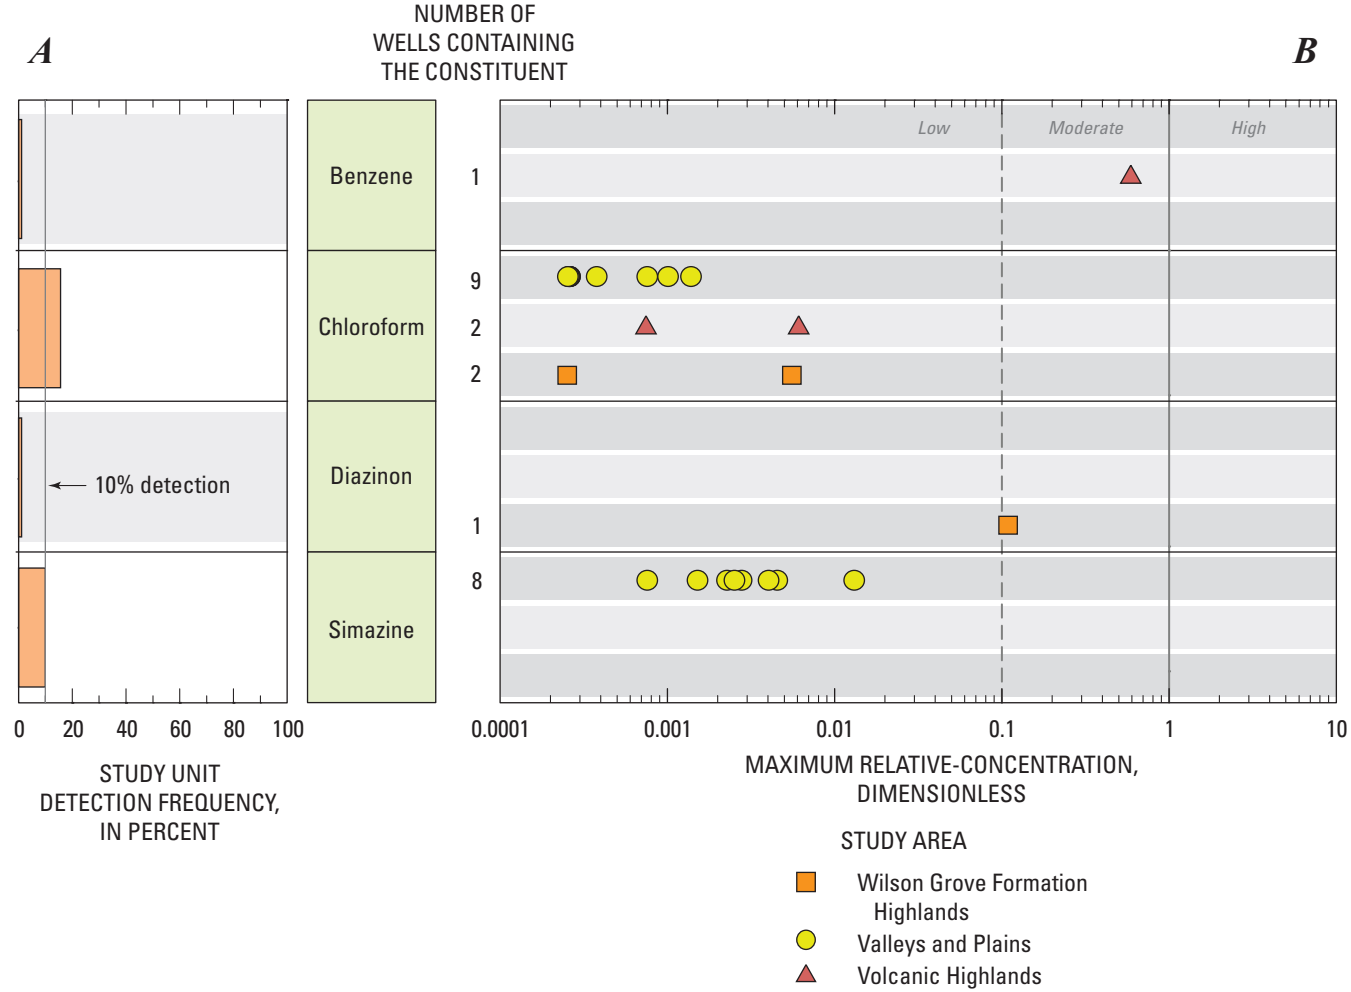 A
NUMBER OF
WELLS CONTAINING
THE CONSTITUENT
B
Low
Moderate
High
Benzene
1
Chloroform
9
2
2
10% detection
Diazinon
1
Simazine
8
0
20
40
60
80
100
STUDY UNIT
DETECTION FREQUENCY,
IN PERCENT
0.0001
0.001
0.01
0.1
1
10
MAXIMUM RELATIVE-CONCENTRATION,
DIMENSIONLESS
STUDY AREA
Wilson Grove Formation
Highlands
Valleys and Plains
Volcanic Highlands